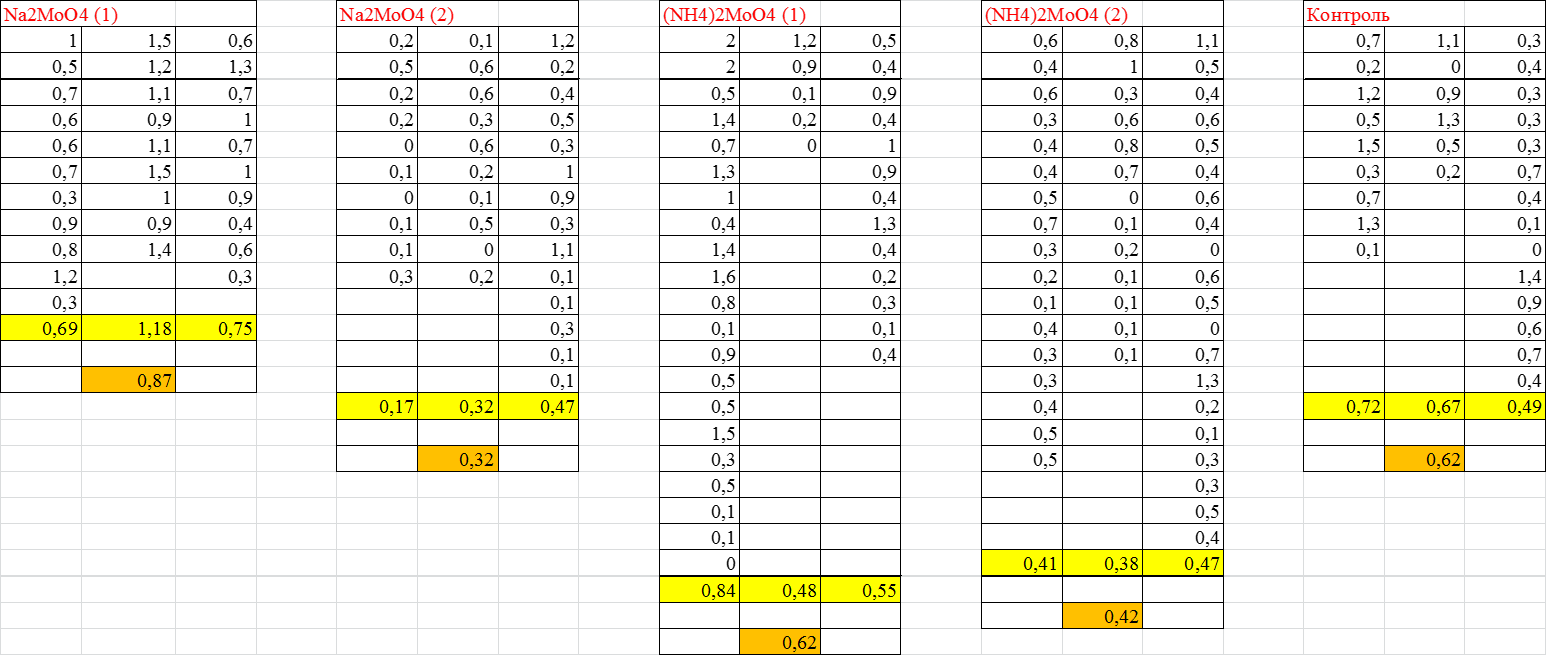 Na2MoO4 (1) Na2MoO4 (2) (NH4)2MoO4 (1) (NH4)2MoO4 (2) Контроль
1 1,5 0,6 0,2 0,1 1,2 2 1,2 0,5 0,6 0,8 1,1 0,7 1,1 0,3
0,5 1,2 1,3 0,5 0,6 0,2 2 0,9 0,4 0,4 1 0,5 0,2 0 0,4
0,7 1,1 0,7 0,2 0,6 0,4 0,5 0,1 0,9 0,6 0,3 0,4 1,2 0,9 0,3
0,6 0,9 1 0,2 0,3 0,5 1,4 0,2 0,4 0,3 0,6 0,6 0,5 1,3 0,3
0,6 1,1 0,7 0 0,6 0,3 0,7 0 1 0,4 0,8 0,5 1,5 0,5 0,3
0,7 1,5 1 0,1 0,2 1 1,3 0,9 0,4 0,7 0,4 0,3 0,2 0,7
0,3 1 0,9 0 0,1 0,9 1 0,4 0,5 0 0,6 0,7 0,4
0,9 0,9 0,4 0,1 0,5 0,3 0,4 1,3 0,7 0,1 0,4 1,3 0,1
0,8 1,4 0,6 0,1 0 1,1 1,4 0,4 0,3 0,2 0 0,1 0
1,2 0,3 0,3 0,2 0,1 1,6 0,2 0,2 0,1 0,6 1,4
0,3 0,1 0,8 0,3 0,1 0,1 0,5 0,9
0,69 1,18 0,75 0,3 0,1 0,1 0,4 0,1 0 0,6
0,1 0,9 0,4 0,3 0,1 0,7 0,7
0,87 0,1 0,5 0,3 1,3 0,4
0,17 0,32 0,47 0,5 0,4 0,2 0,72 0,67 0,49
1,5 0,5 0,1
0,32 0,3 0,5 0,3 0,62
0,5 0,3
0,1 0,5
0,1 0,4
0 0,41 0,38 0,47
0,84 0,48 0,55
0,42
0,62